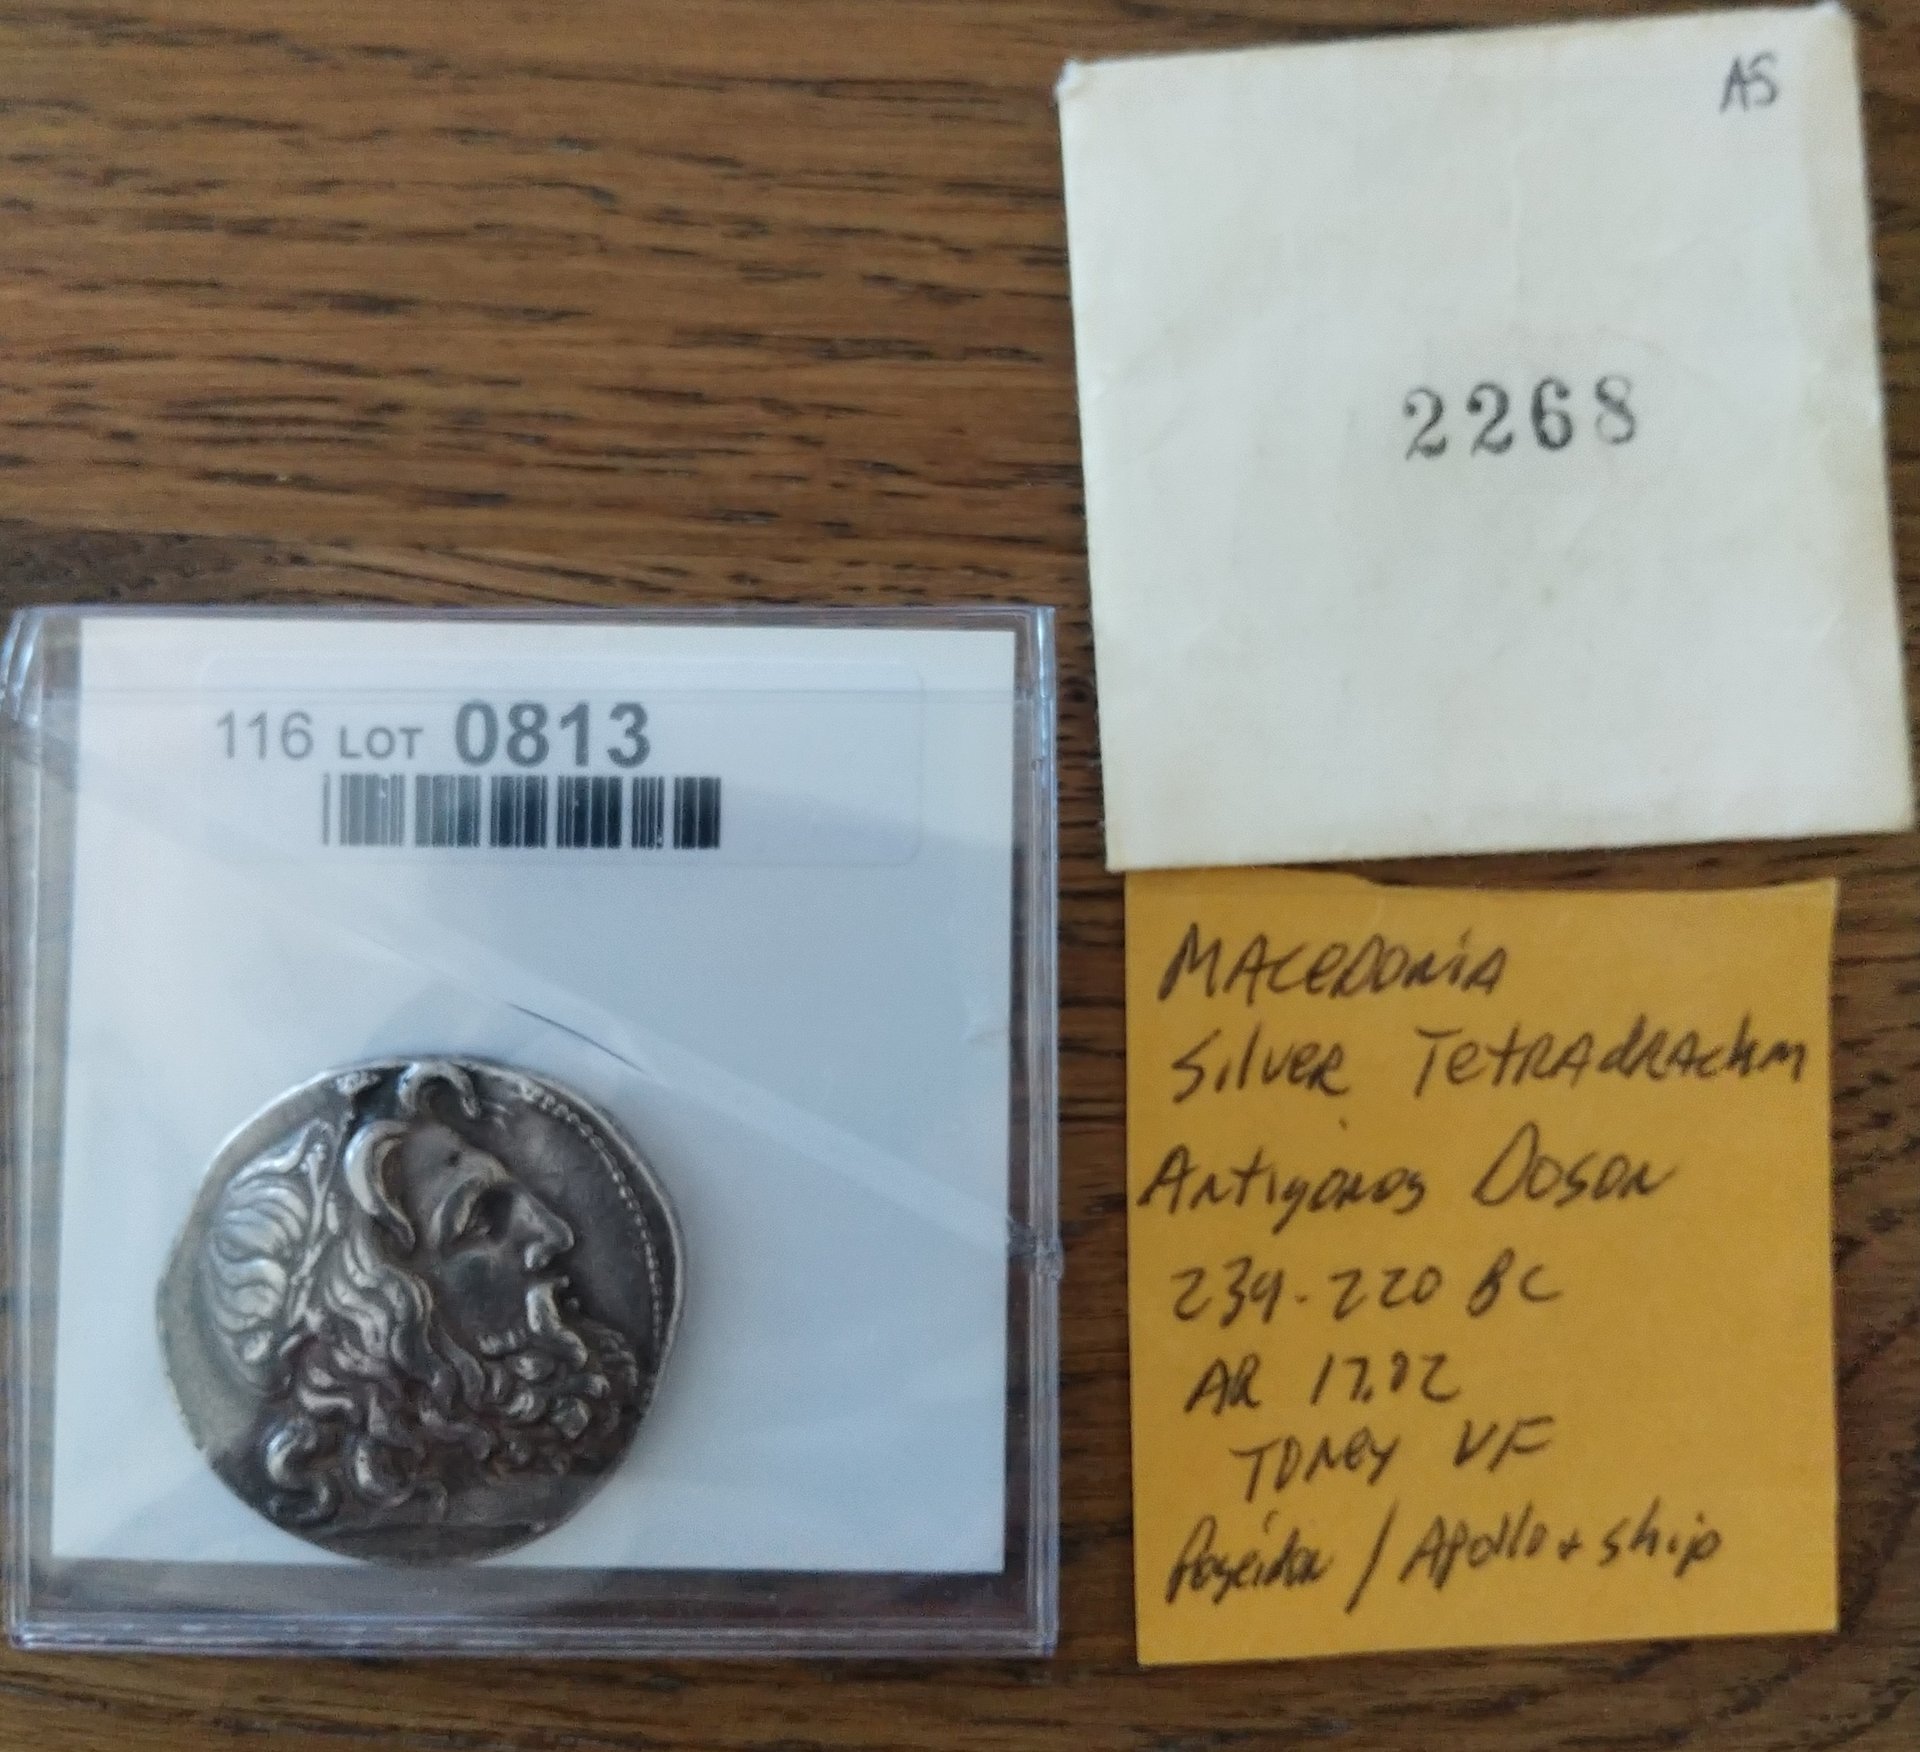 AS
2268
116 LOT 0813
MACEDONIA
Silver Tetradrachm
Antigonos Doson
239-220 BC
AR 17.02
TONEY VF
Poseidon / Apollo + ship